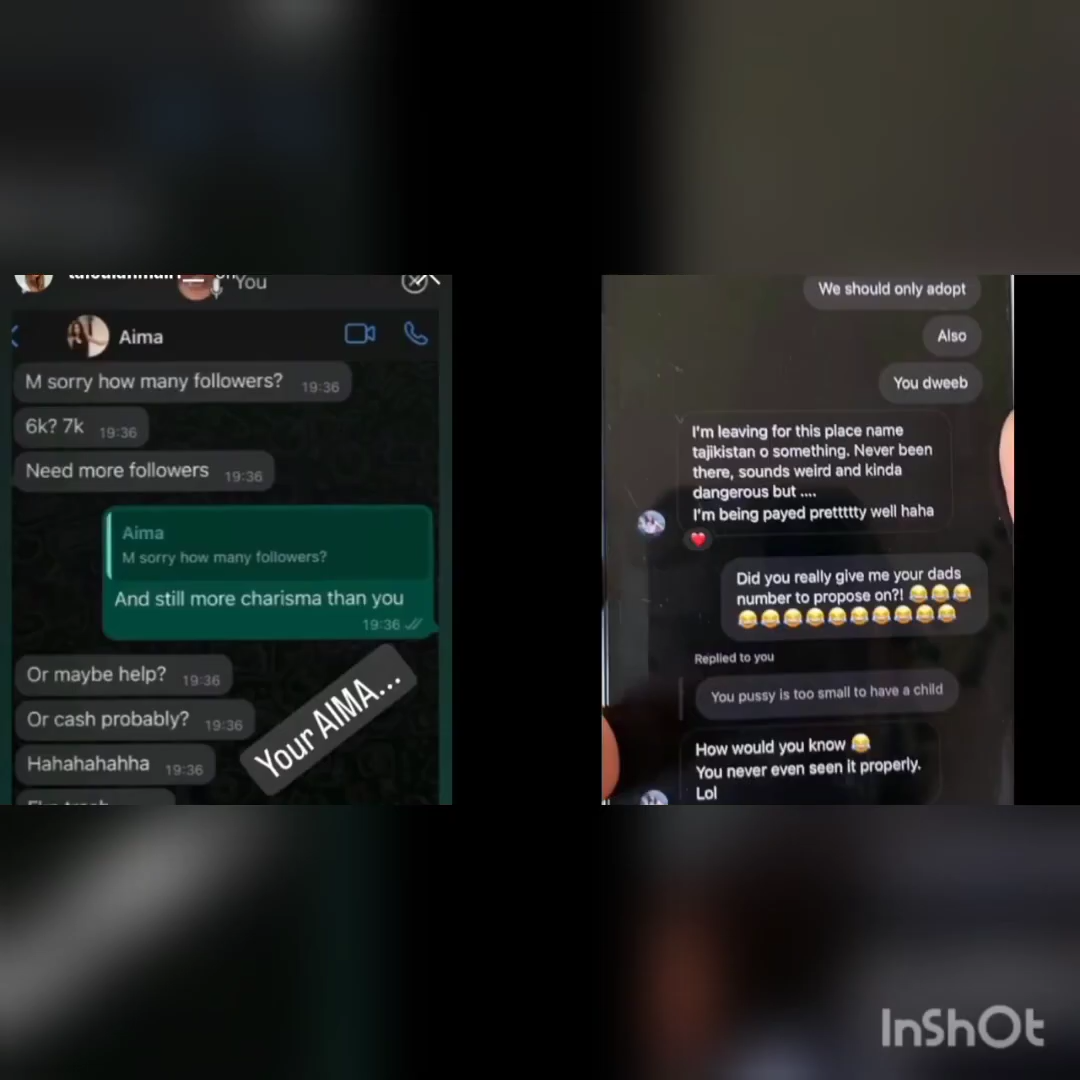 You
Aima
M sorry how many followers? 19:36
6k? 7k 19:36
Need more followers 19:36
Aima
M sorry how many followers?
And still more charisma than you
19:36
Or maybe help? 19:36
Or cash probably? 19:36
Hahahahahha 19:36
Your AIMA...
We should only adopt
Also
You dweeb
I'm leaving for this place name
tajikistan o something. Never been
there, sounds weird and kinda
dangerous but ....
I'm being payed prettttty well haha
❤️
Did you really give me your dads
number to propose on?! 😂😂😂
😂😂😂😂😂😂😂😂😂😂
Replied to you
You pussy is too small to have a child
How would you know 😂
You never even seen it properly.
Lol
InShOt